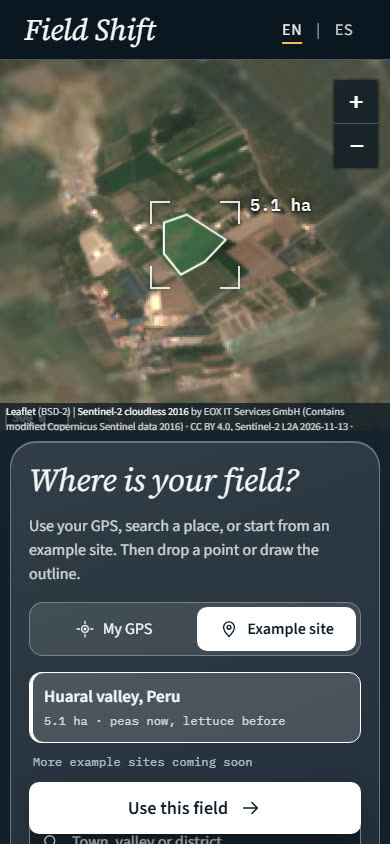 Field Shift
EN | ES
+
−
5.1 ha
Leaflet (BSD-2) | Sentinel-2 cloudless 2016 by EOX IT Services GmbH (Contains
modified Copernicus Sentinel data 2016) · CC BY 4.0, Sentinel-2 L2A 2026-11-13 ·
Where is your field?
Use your GPS, search a place, or start from an
example site. Then drop a point or draw the
outline.
My GPS
Example site
Huaral valley, Peru
5.1 ha · peas now, lettuce before
More example sites coming soon
Use this field →
Town, valley or district